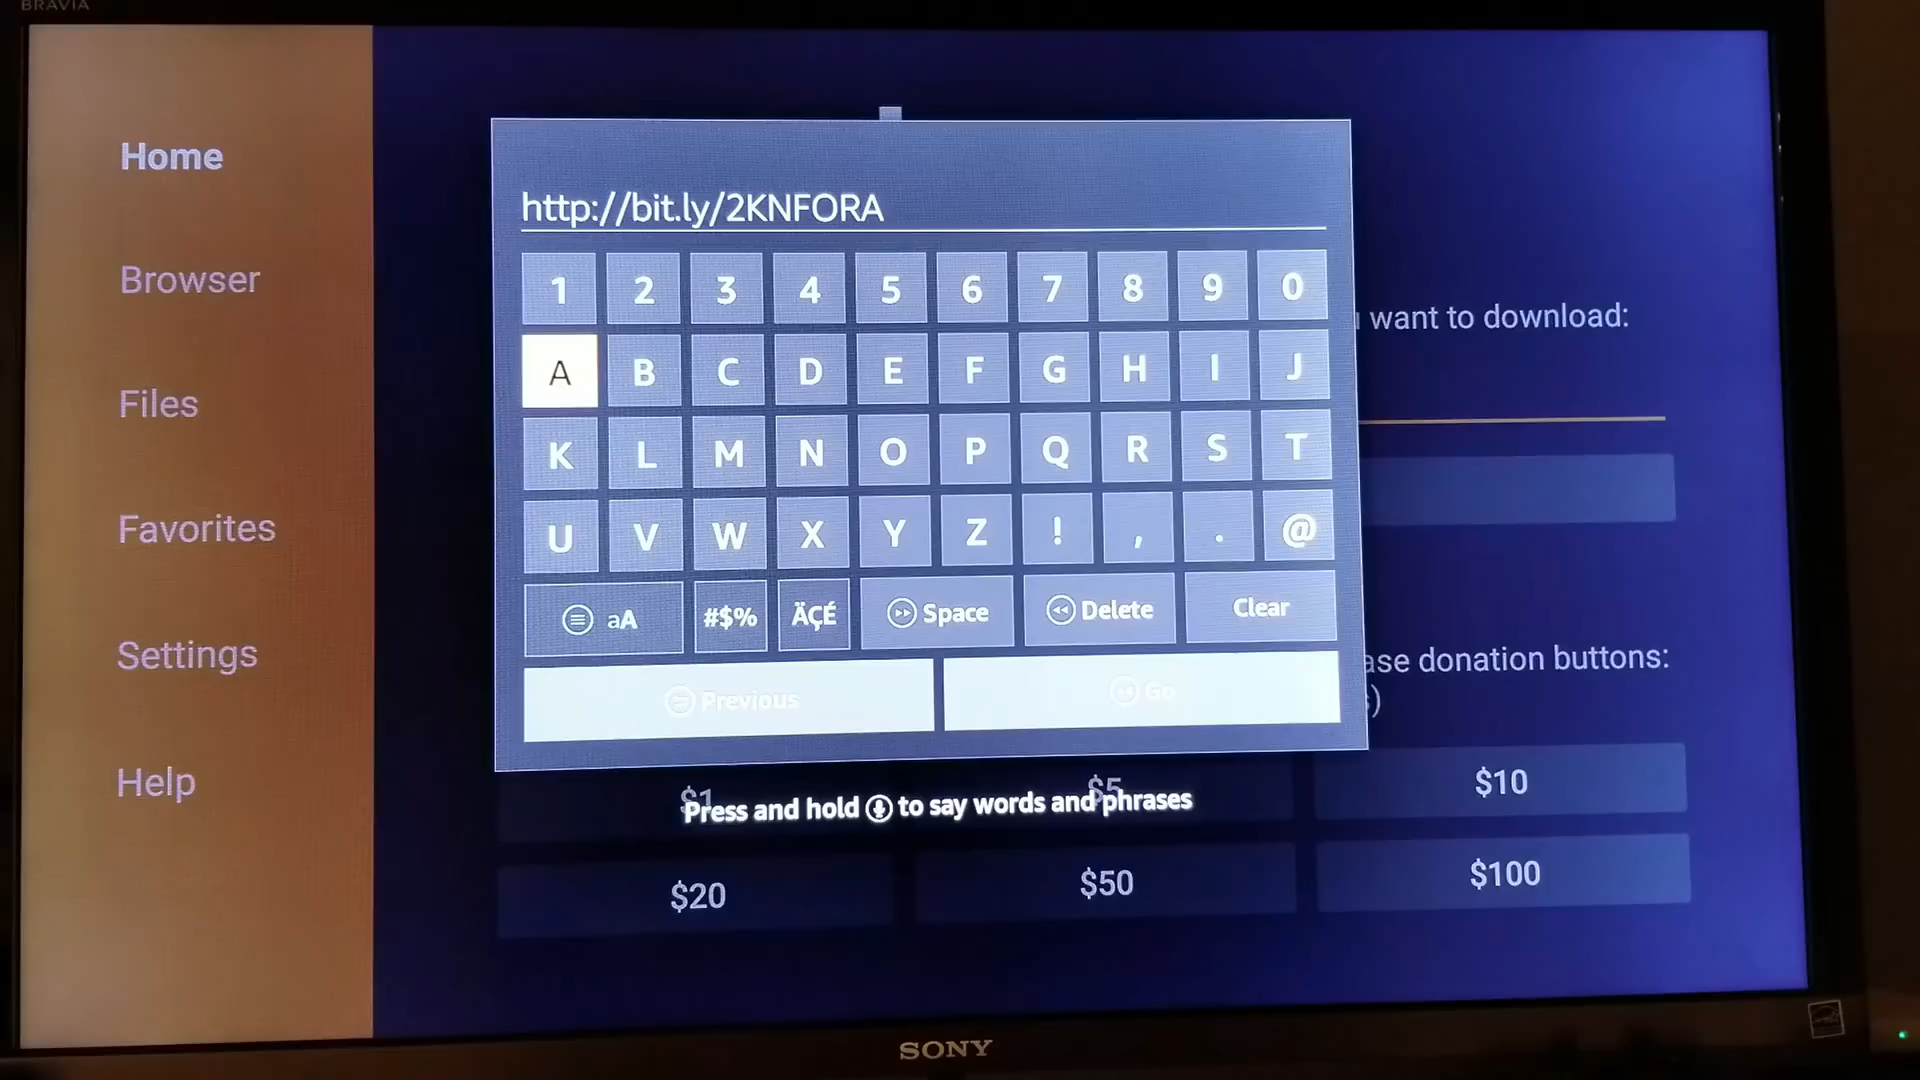 BRAVIA
Home
Browser
Files
Favorites
Settings
Help
http://bit.ly/2KNFORA
1 2 3 4 5 6 7 8 9 0
A B C D E F G H I J
K L M N O P Q R S T
U V W X Y Z ! , . @
aA #$% ÄÇÉ Space Delete Clear
Previous Go
want to download:
ase donation buttons:
)
$1 $5 $10
Press and hold to say words and phrases
$20 $50 $100
SONY